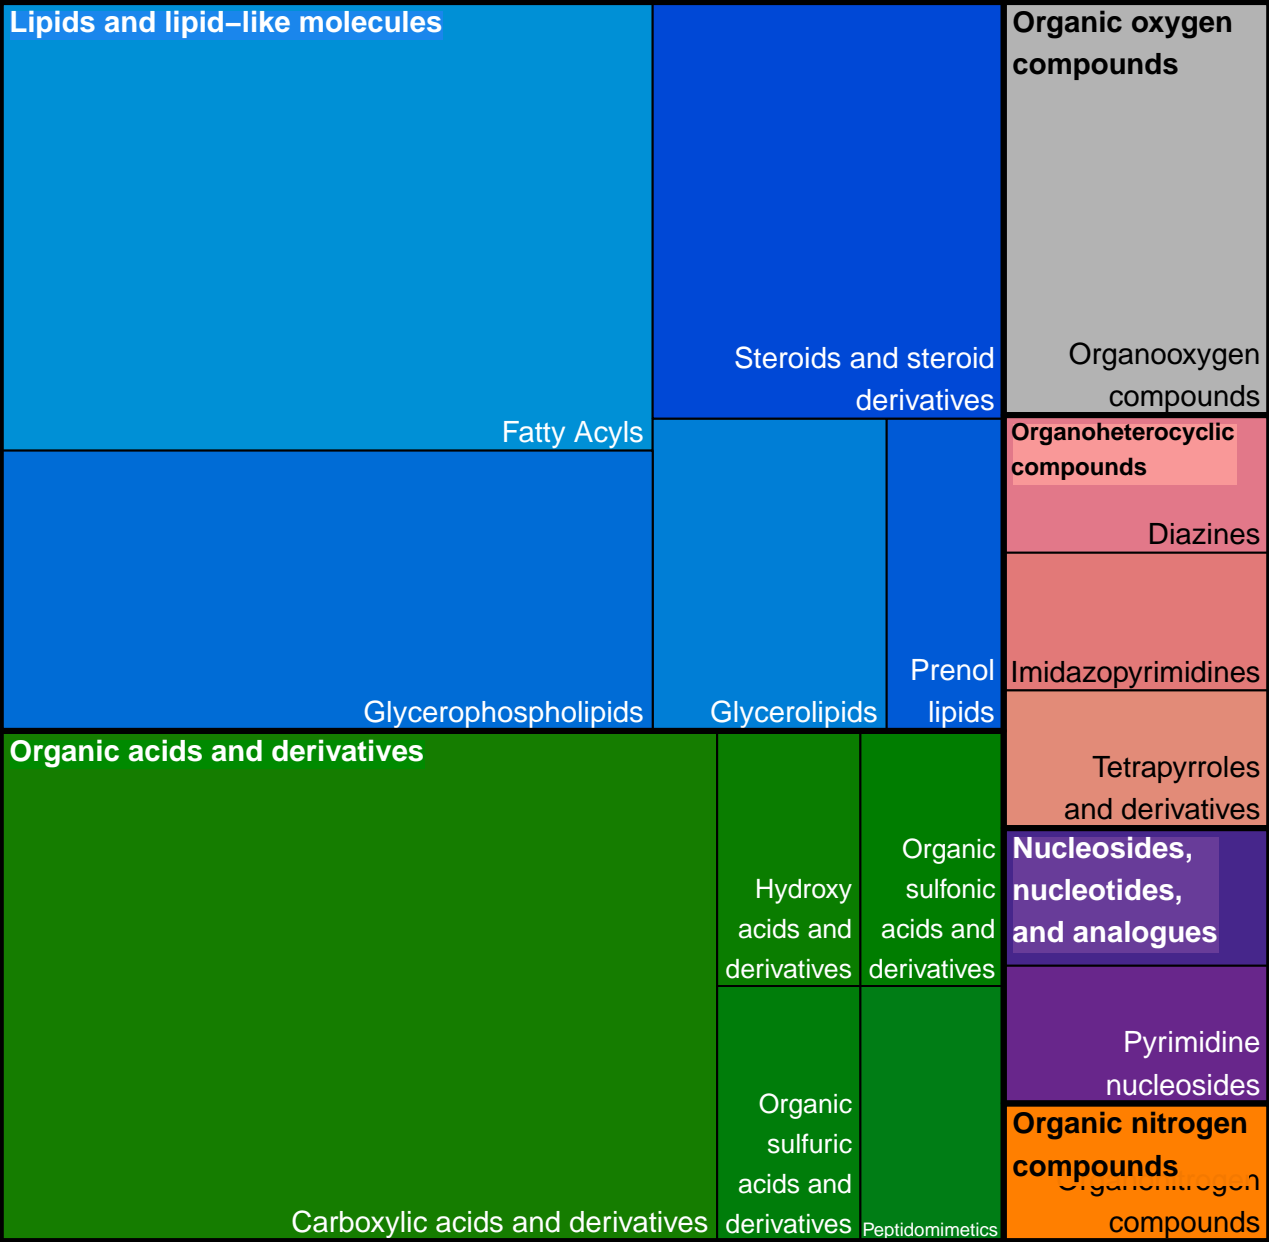 Lipids and lipid–like molecules
Fatty Acyls
Steroids and steroid
derivatives
Glycerophospholipids
Glycerolipids
Prenol
lipids
Organic acids and derivatives
Carboxylic acids and derivatives
Hydroxy
acids and
derivatives
Organic
sulfonic
acids and
derivatives
Organic
sulfuric
acids and
derivatives
Peptidomimetics
Organic oxygen
compounds
Organooxygen
compounds
Organoheterocyclic
compounds
Diazines
Imidazopyrimidines
Tetrapyrroles
and derivatives
Nucleosides,
nucleotides,
and analogues
Pyrimidine
nucleosides
Organic nitrogen
compounds
Organonitrogen
compounds